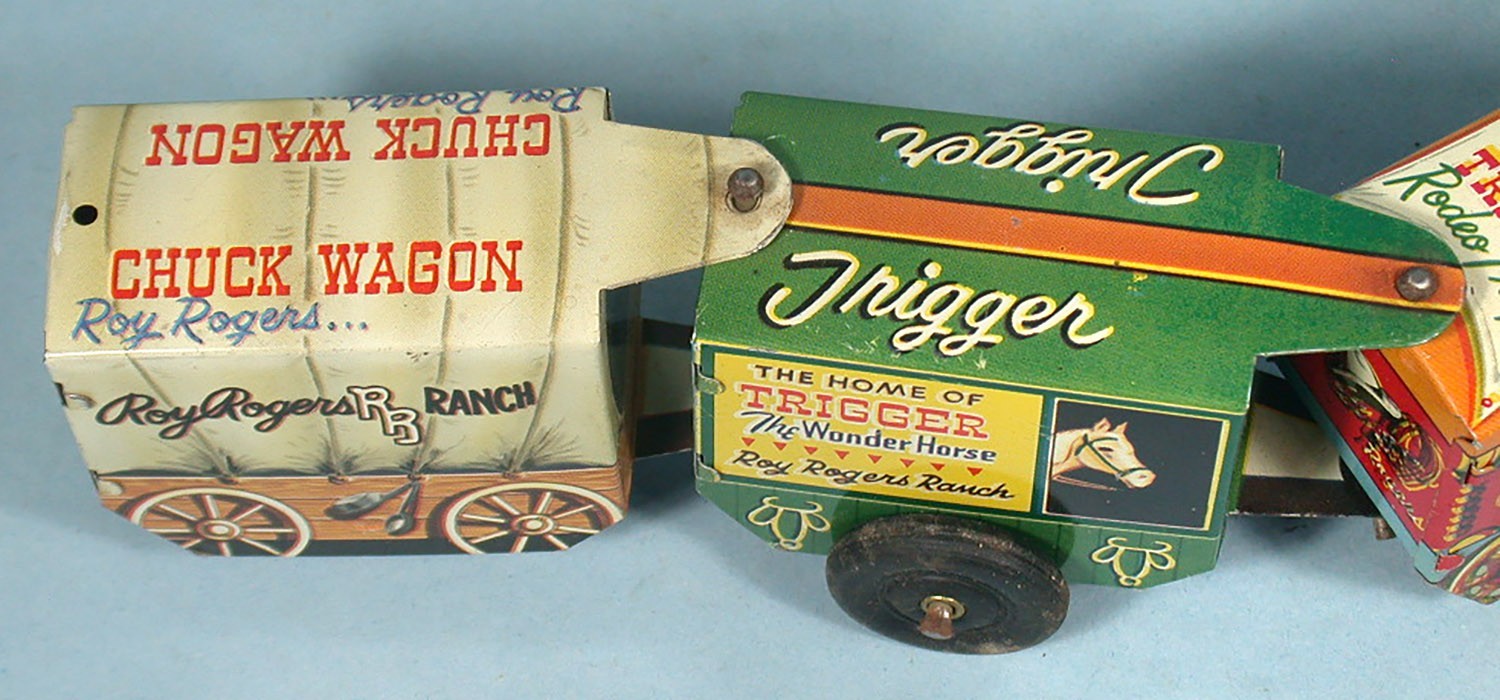 Roy Rogers...
CHUCK WAGON
CHUCK WAGON
Roy Rogers...
Roy Rogers RR RANCH
Trigger
Trigger
THE HOME OF
TRIGGER
The Wonder Horse
Roy Rogers Ranch
Rodeo